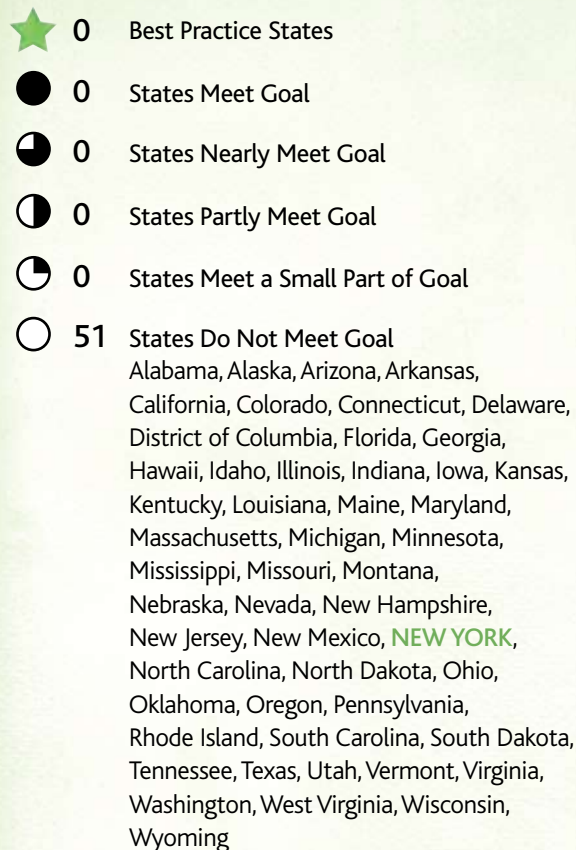 0 Best Practice States
0 States Meet Goal
0 States Nearly Meet Goal
0 States Partly Meet Goal
0 States Meet a Small Part of Goal
51 States Do Not Meet Goal
Alabama, Alaska, Arizona, Arkansas,
California, Colorado, Connecticut, Delaware,
District of Columbia, Florida, Georgia,
Hawaii, Idaho, Illinois, Indiana, Iowa, Kansas,
Kentucky, Louisiana, Maine, Maryland,
Massachusetts, Michigan, Minnesota,
Mississippi, Missouri, Montana,
Nebraska, Nevada, New Hampshire,
New Jersey, New Mexico, NEW YORK,
North Carolina, North Dakota, Ohio,
Oklahoma, Oregon, Pennsylvania,
Rhode Island, South Carolina, South Dakota,
Tennessee, Texas, Utah, Vermont, Virginia,
Washington, West Virginia, Wisconsin,
Wyoming